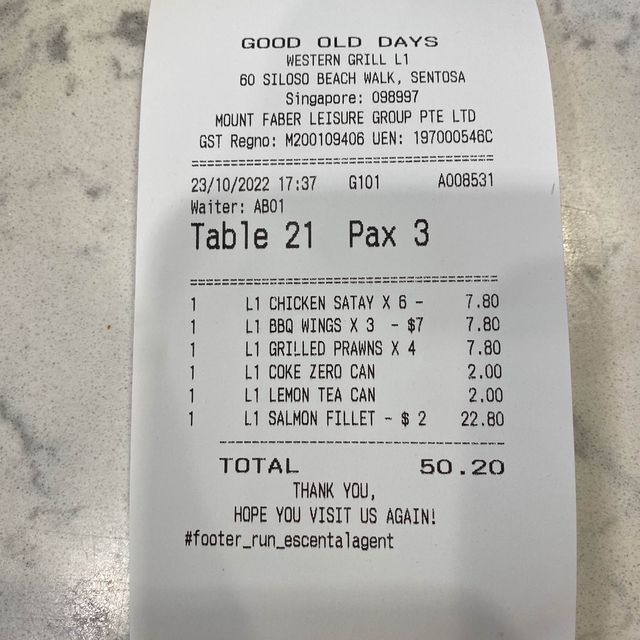 GOOD OLD DAYS
WESTERN GRILL L1
60 SILOSO BEACH WALK, SENTOSA
Singapore: 098997
MOUNT FABER LEISURE GROUP PTE LTD
GST Regno: M200109406 UEN: 197000546C
========================================
23/10/2022 17:37 G101 A008531
Waiter: AB01
Table 21 Pax 3
========================================
1 L1 CHICKEN SATAY X 6 - 7.80
1 L1 BBQ WINGS X 3 - $7 7.80
1 L1 GRILLED PRAWNS X 4 7.80
1 L1 COKE ZERO CAN 2.00
1 L1 LEMON TEA CAN 2.00
1 L1 SALMON FILLET - $ 2 22.80
----------------------------------------
TOTAL 50.20
THANK YOU,
HOPE YOU VISIT US AGAIN!
#footer_run_escentalagent